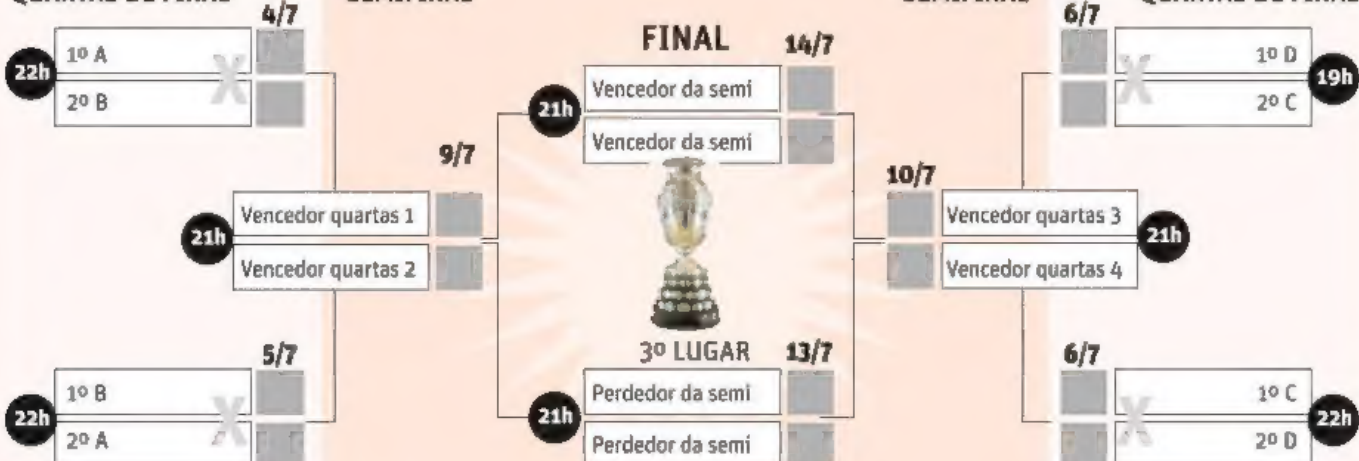 4/7
22h
1º A
2º B
9/7
21h
Vencedor quartas 1
Vencedor quartas 2
5/7
22h
1º B
2º A
FINAL 14/7
21h
Vencedor da semi
Vencedor da semi
3º LUGAR 13/7
21h
Perdedor da semi
Perdedor da semi
10/7
Vencedor quartas 3
Vencedor quartas 4
21h
6/7
1º D
2º C
19h
6/7
1º C
2º D
22h